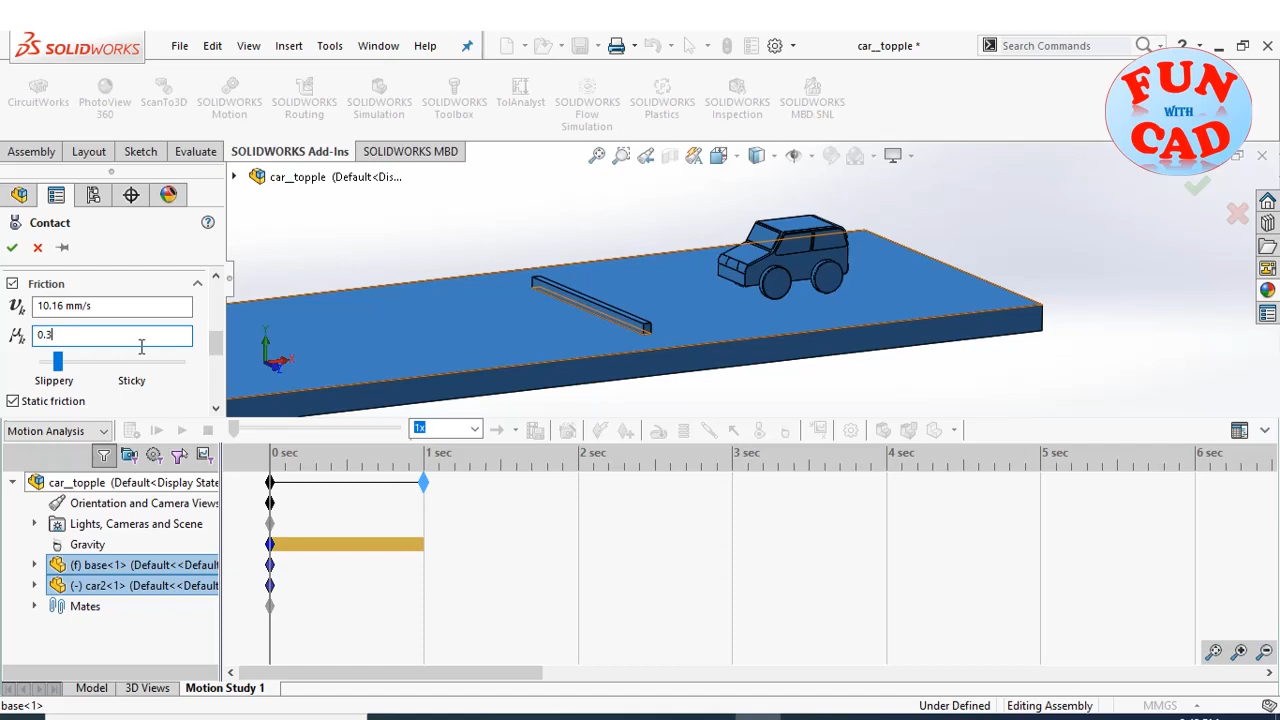 SOLIDWORKS
File Edit View Insert Tools Window Help
car__topple *
Search Commands
?
CircuitWorks
PhotoView
360
ScanTo3D
SOLIDWORKS
Motion
SOLIDWORKS
Routing
SOLIDWORKS
Simulation
SOLIDWORKS
Toolbox
TolAnalyst
SOLIDWORKS
Flow
Simulation
SOLIDWORKS
Plastics
SOLIDWORKS
Inspection
SOLIDWORKS
MBD SNL
FUN
WITH
CAD
Assembly Layout Sketch Evaluate SOLIDWORKS Add-Ins SOLIDWORKS MBD
car__topple (Default<Dis...
Contact
Friction
10.16 mm/s
0.3
Slippery Sticky
Static friction
Y
X
Z
Motion Analysis
1x
0 sec 1 sec 2 sec 3 sec 4 sec 5 sec 6 sec
car_topple (Default<Display State
Orientation and Camera Views
Lights, Cameras and Scene
Gravity
(f) base<1> (Default<<Default
(-) car2<1> (Default<<Default
Mates
Model 3D Views Motion Study 1
base<1>
Under Defined Editing Assembly MMGS